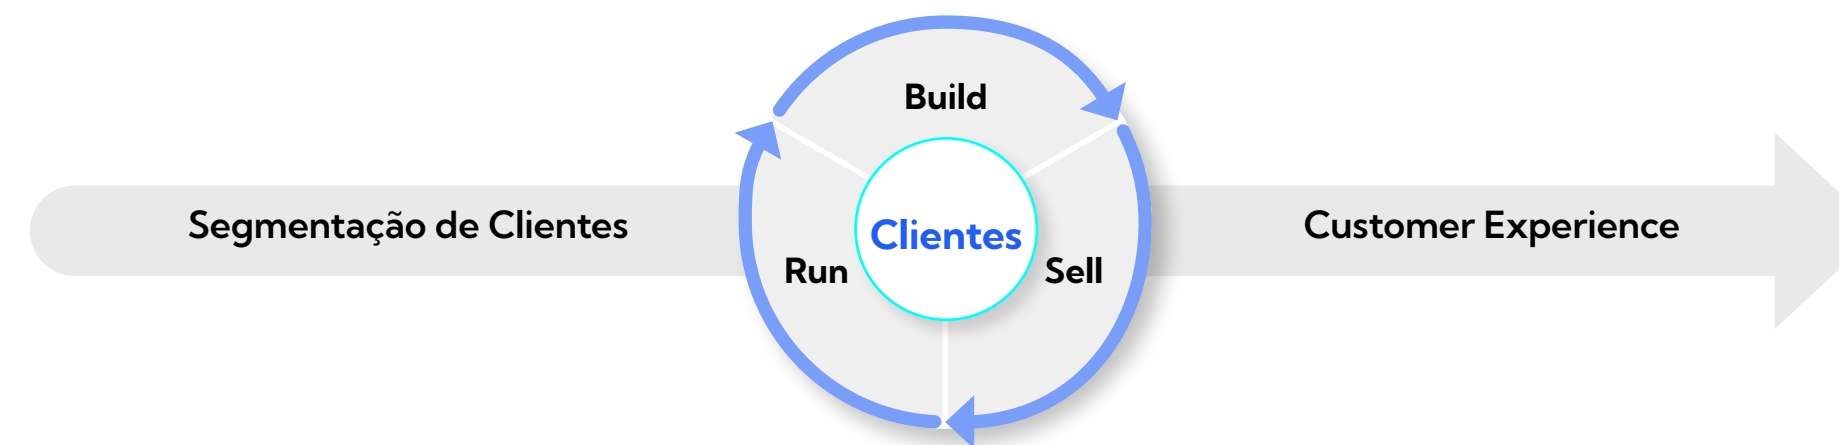 Build
Segmentação de Clientes
Clientes
Customer Experience
Run
Sell